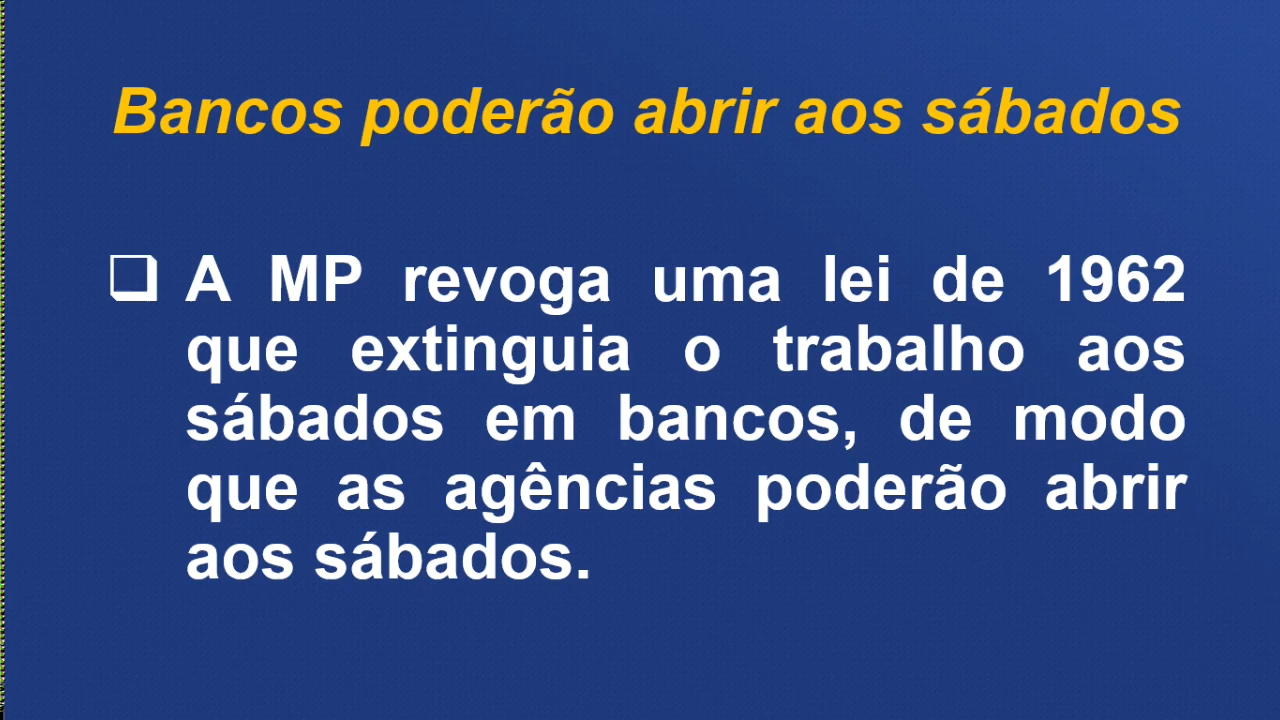 Bancos poderão abrir aos sábados
❑ A MP revoga uma lei de 1962
que extinguia o trabalho aos
sábados em bancos, de modo
que as agências poderão abrir
aos sábados.